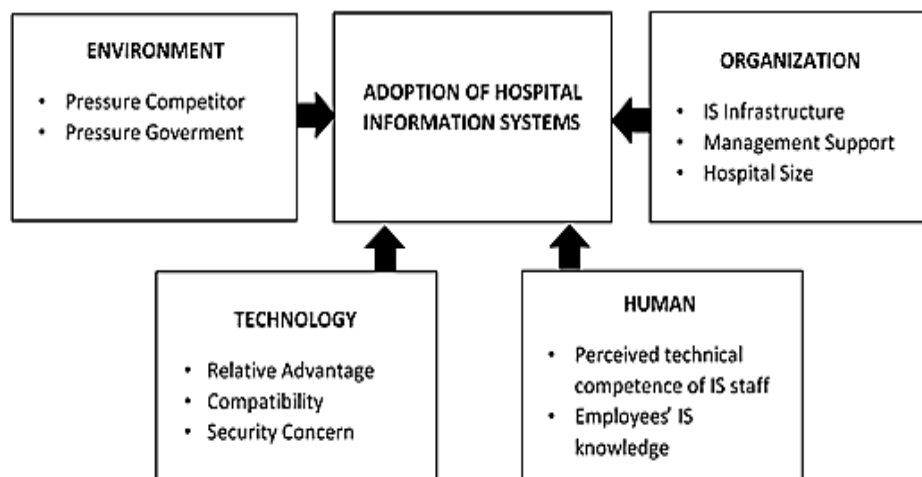 ENVIRONMENT
• Pressure Competitor
• Pressure Goverment
ADOPTION OF HOSPITAL
INFORMATION SYSTEMS
ORGANIZATION
• IS Infrastructure
• Management Support
• Hospital Size
TECHNOLOGY
• Relative Advantage
• Compatibility
• Security Concern
HUMAN
• Perceived technical
competence of IS staff
• Employees' IS
knowledge